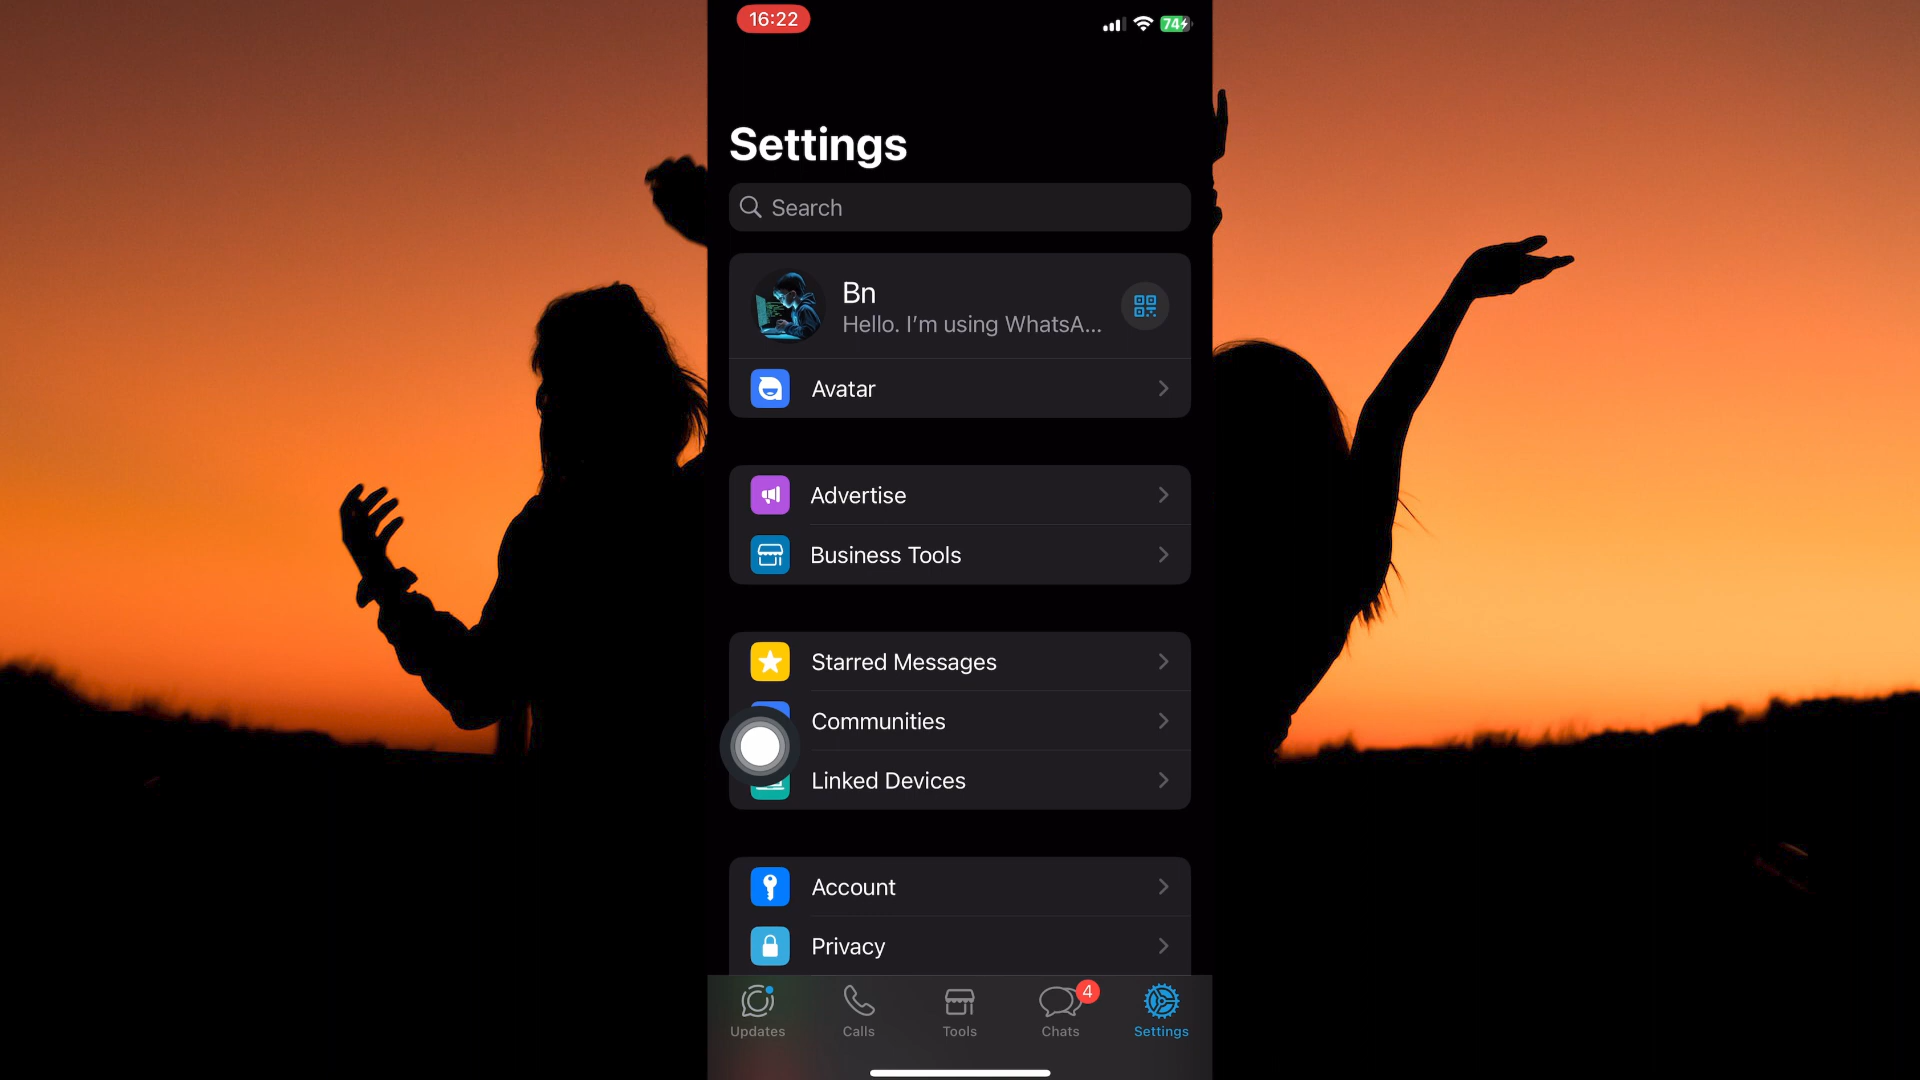 16:22
74
Settings
Search
Bn
Hello. I'm using WhatsA...
Avatar
Advertise
Business Tools
Starred Messages
Communities
Linked Devices
Account
Privacy
4
Updates
Calls
Tools
Chats
Settings